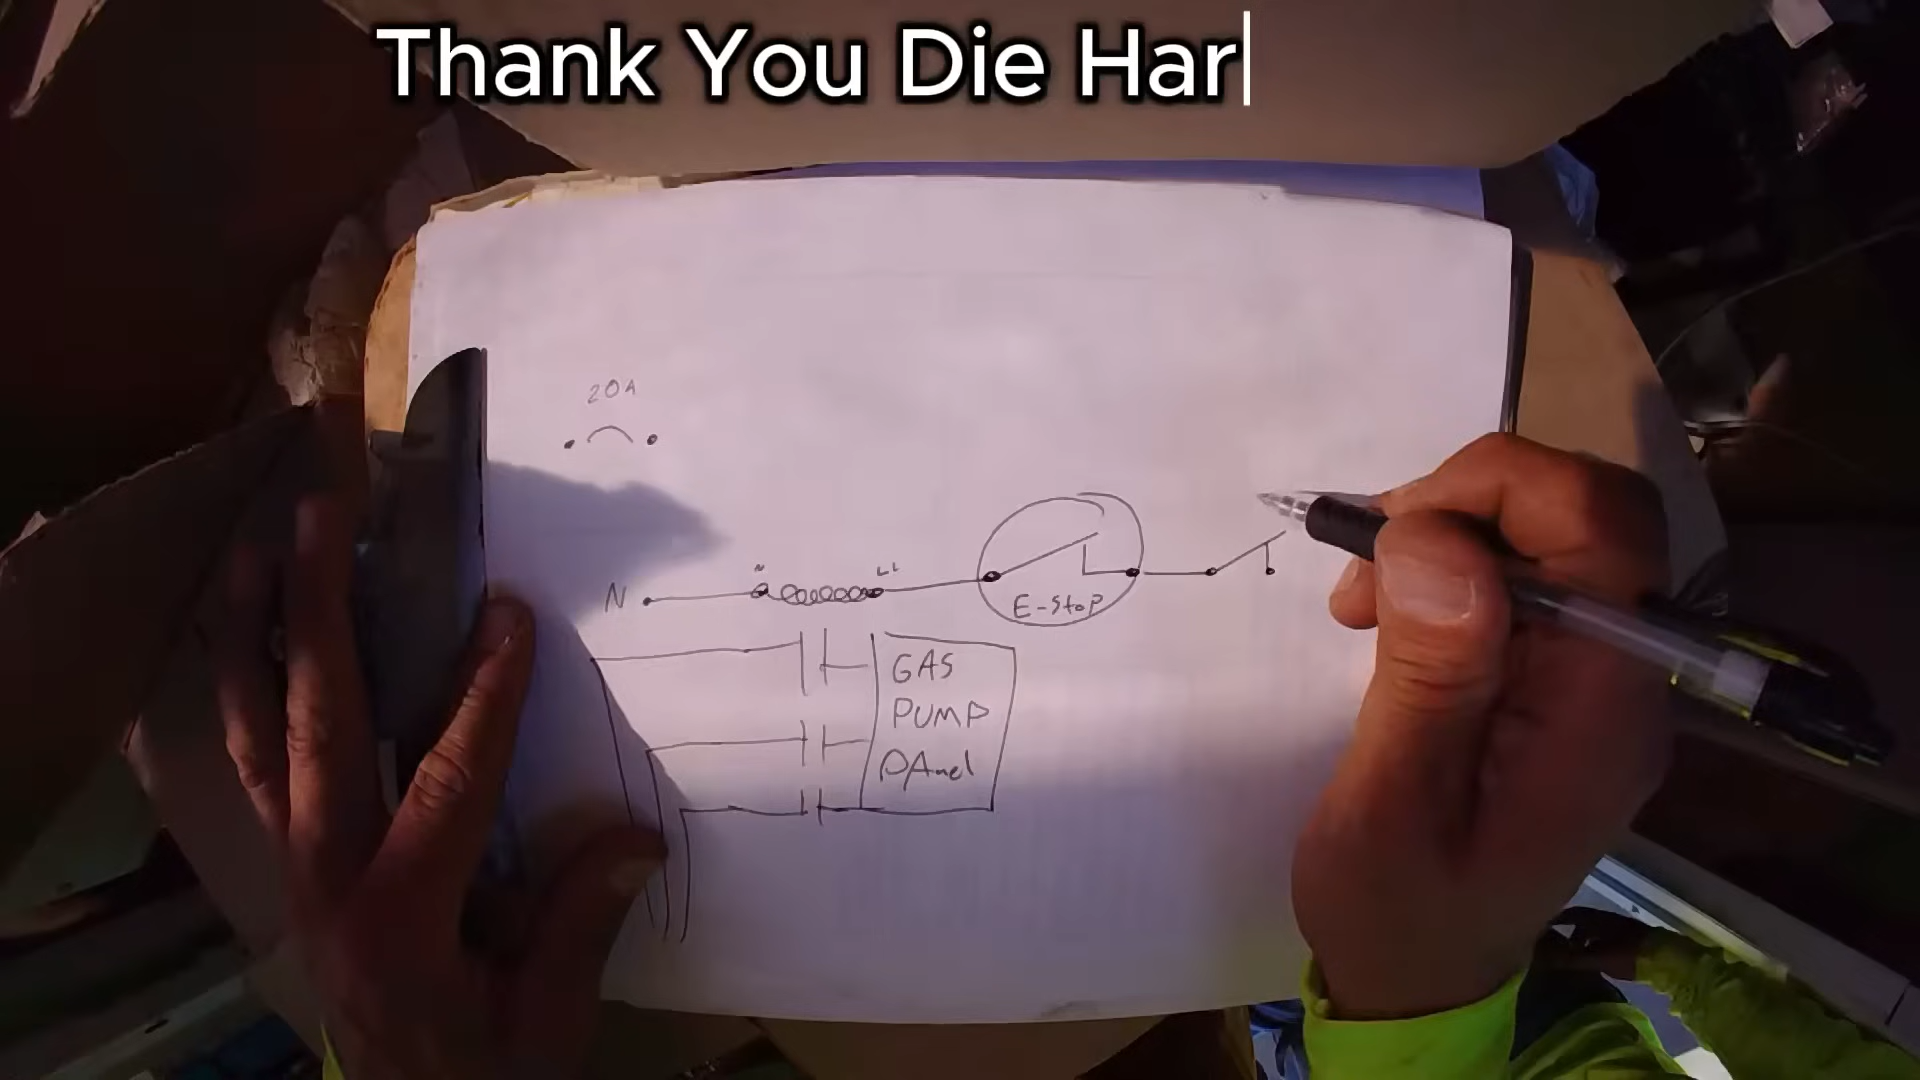 Thank You Die Har
20A
N
N
L1
E-Stop
GAS
PUMP
PAnel